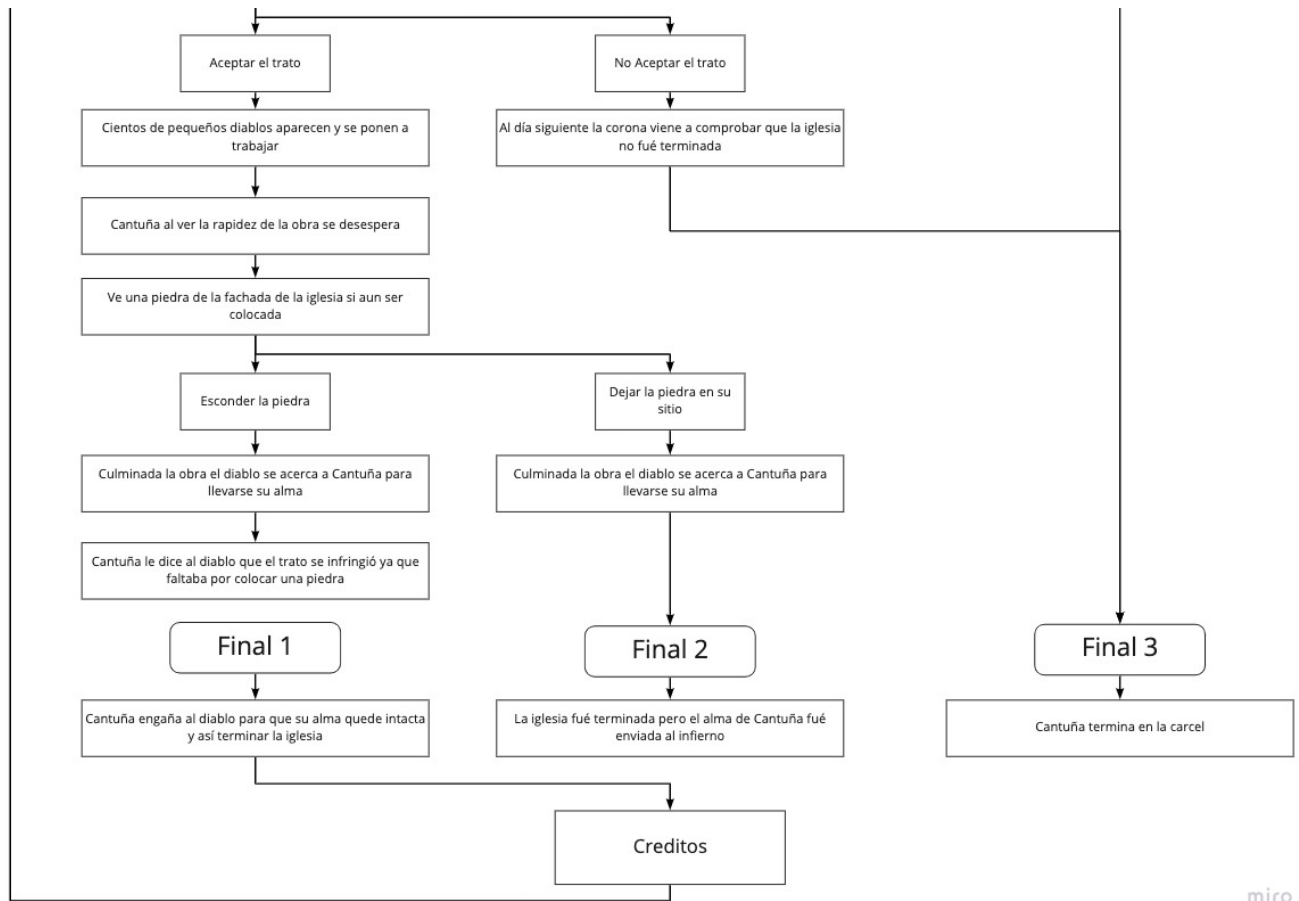 Aceptar el trato
No Aceptar el trato
Cientos de pequeños diablos aparecen y se ponen a
trabajar
Al día siguiente la corona viene a comprobar que la iglesia
no fué terminada
Cantuña al ver la rapidez de la obra se desespera
Ve una piedra de la fachada de la iglesia si aun ser
colocada
Esconder la piedra
Dejar la piedra en su
sitio
Culminada la obra el diablo se acerca a Cantuña para
llevarse su alma
Culminada la obra el diablo se acerca a Cantuña para
llevarse su alma
Cantuña le dice al diablo que el trato se infringió ya que
faltaba por colocar una piedra
Final 1
Final 2
Final 3
Cantuña engaña al diablo para que su alma quede intacta
y así terminar la iglesia
La iglesia fué terminada pero el alma de Cantuña fué
enviada al infierno
Cantuña termina en la carcel
Creditos
miro